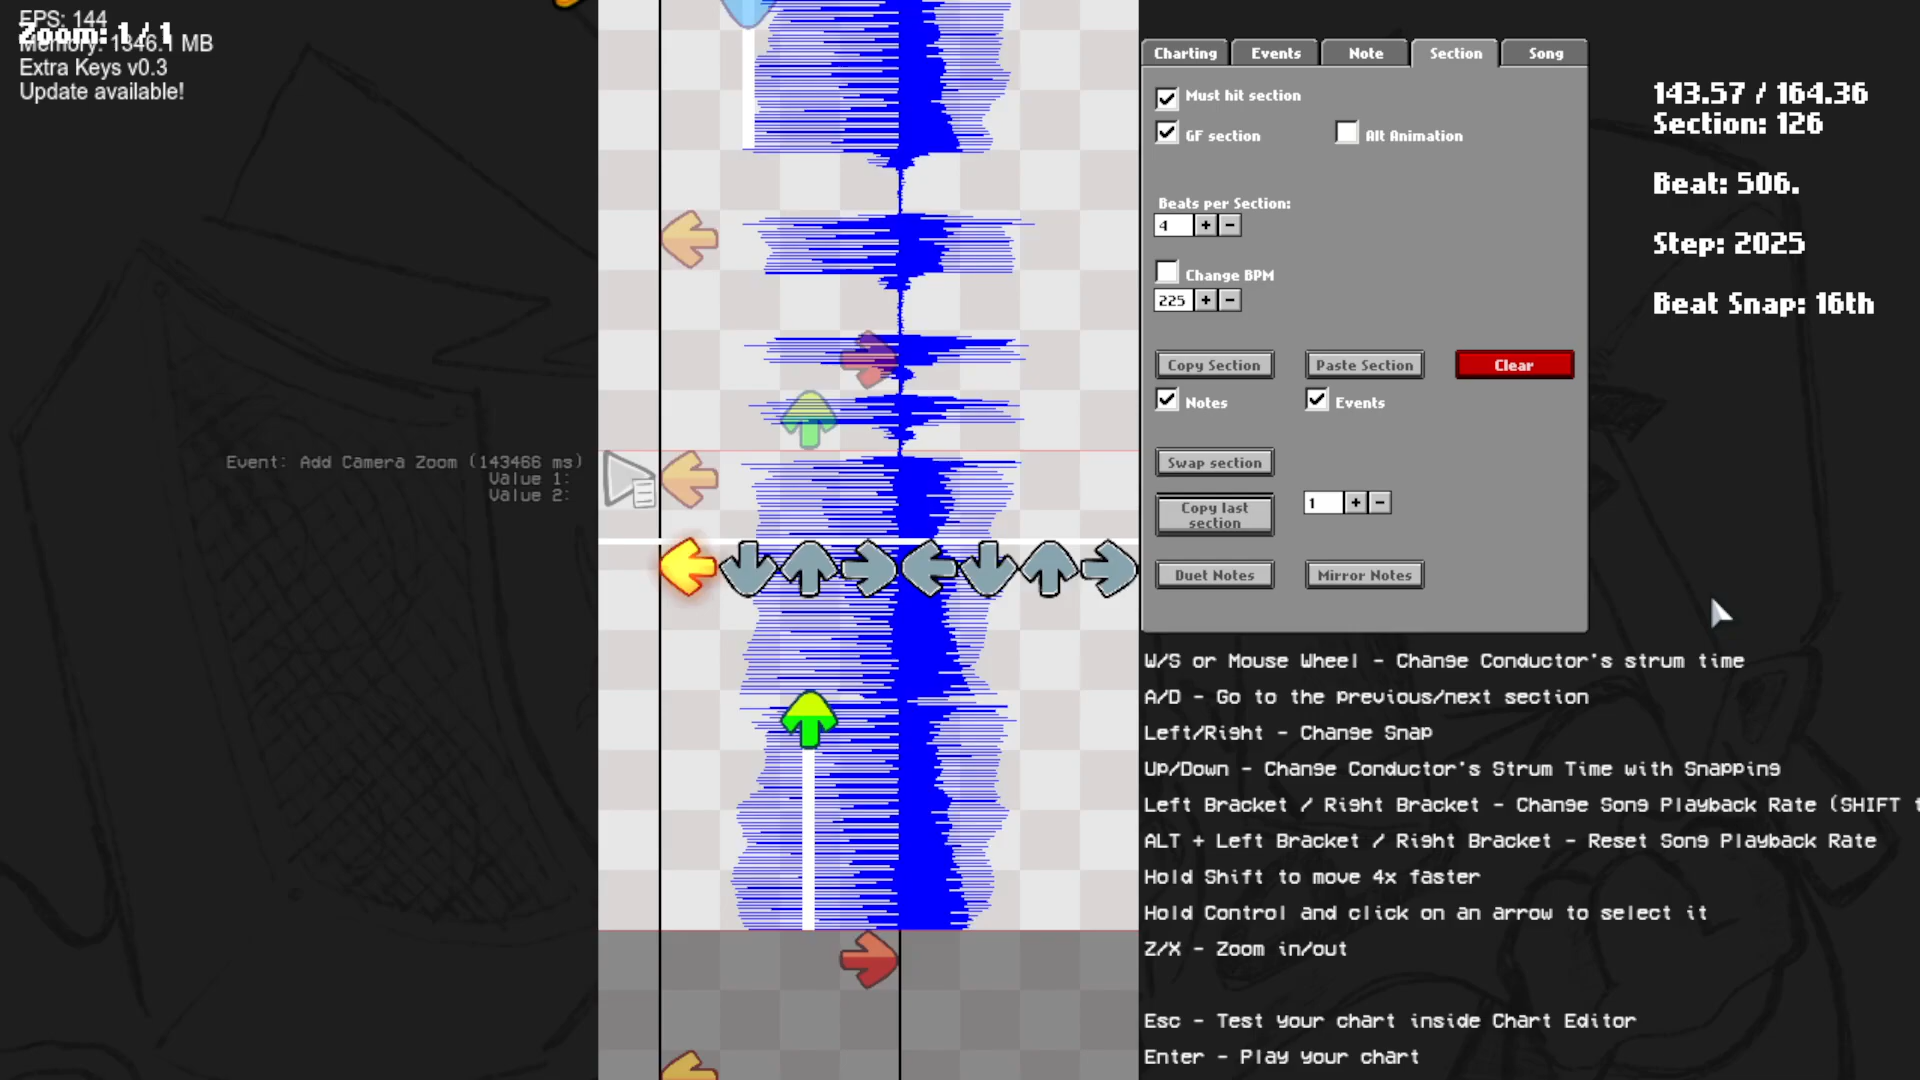 FPS: 144
Zoom: 1 / 1
Memory: 1346.1 MB
Extra Keys v0.3
Update available!
Event: Add Camera Zoom (143466 ms)
Value 1:
Value 2:
Charting
Events
Note
Section
Song
Must hit section
GF section
Alt Animation
Beats per Section:
4 + -
Change BPM
225 + -
Copy Section
Paste Section
Clear
Notes
Events
Swap section
Copy last
section
1 + -
Duet Notes
Mirror Notes
143.57 / 164.36
Section: 126
Beat: 506.
Step: 2025
Beat Snap: 16th
W/S or Mouse Wheel - Change Conductor's strum time
A/D - Go to the previous/next section
Left/Right - Change Snap
Up/Down - Change Conductor's Strum Time with Snapping
Left Bracket / Right Bracket - Change Song Playback Rate (SHIFT t
ALT + Left Bracket / Right Bracket - Reset Song Playback Rate
Hold Shift to move 4x faster
Hold Control and click on an arrow to select it
Z/X - Zoom in/out
Esc - Test your chart inside Chart Editor
Enter - Play your chart